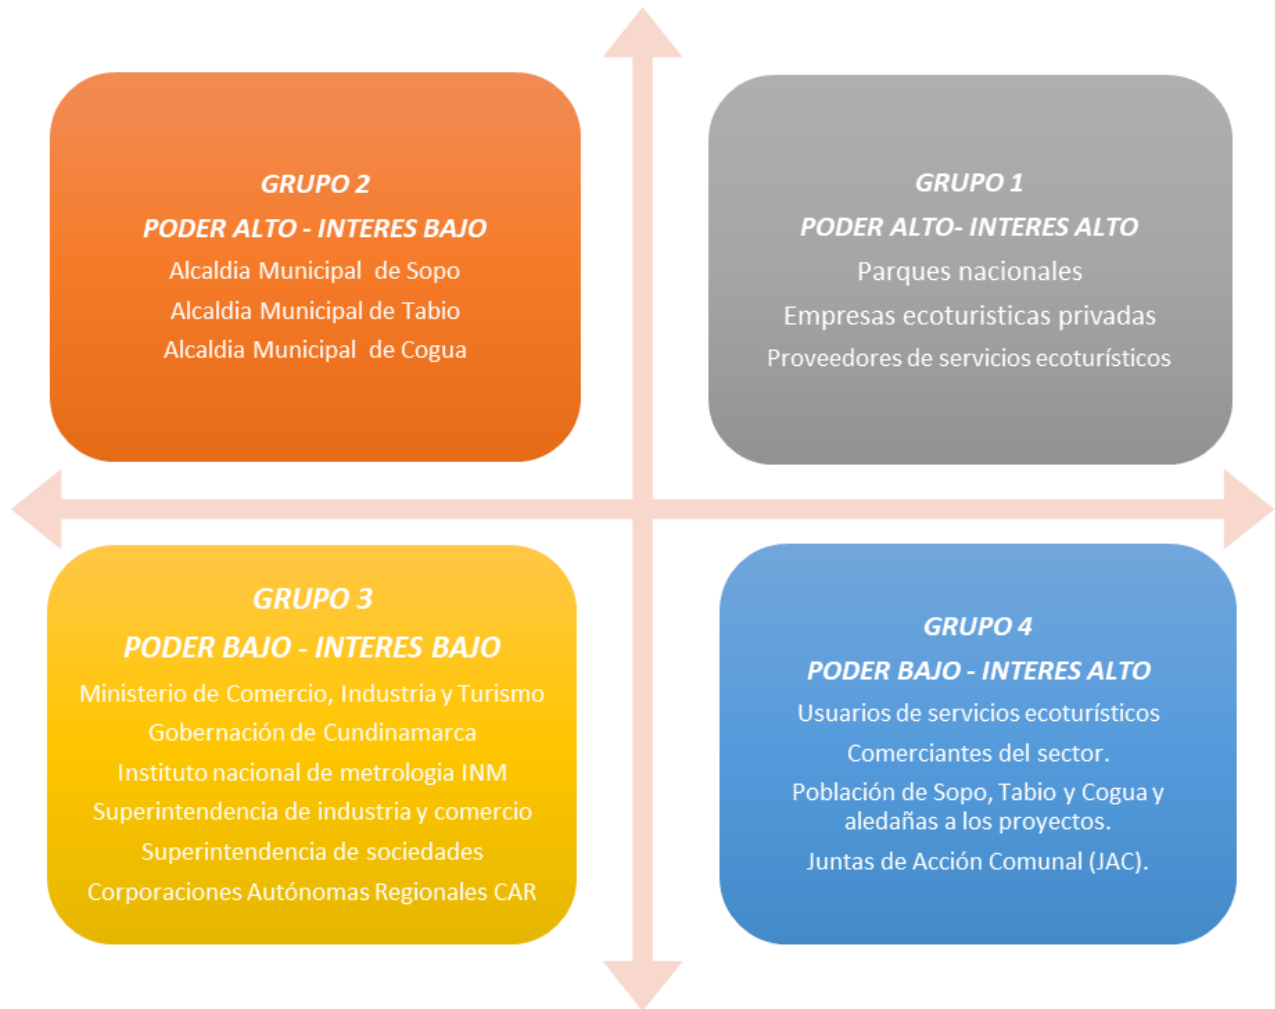 GRUPO 2
PODER ALTO - INTERES BAJO
Alcaldia Municipal de Sopo
Alcaldia Municipal de Tabio
Alcaldia Municipal de Cogua
GRUPO 1
PODER ALTO- INTERES ALTO
Parques nacionales
Empresas ecoturisticas privadas
Proveedores de servicios ecoturísticos
GRUPO 3
PODER BAJO - INTERES BAJO
Ministerio de Comercio, Industria y Turismo
Gobernación de Cundinamarca
Instituto nacional de metrologia INM
Superintendencia de industria y comercio
Superintendencia de sociedades
Corporaciones Autónomas Regionales CAR
GRUPO 4
PODER BAJO - INTERES ALTO
Usuarios de servicios ecoturísticos
Comerciantes del sector.
Población de Sopo, Tabio y Cogua y
aledañas a los proyectos.
Juntas de Acción Comunal (JAC).